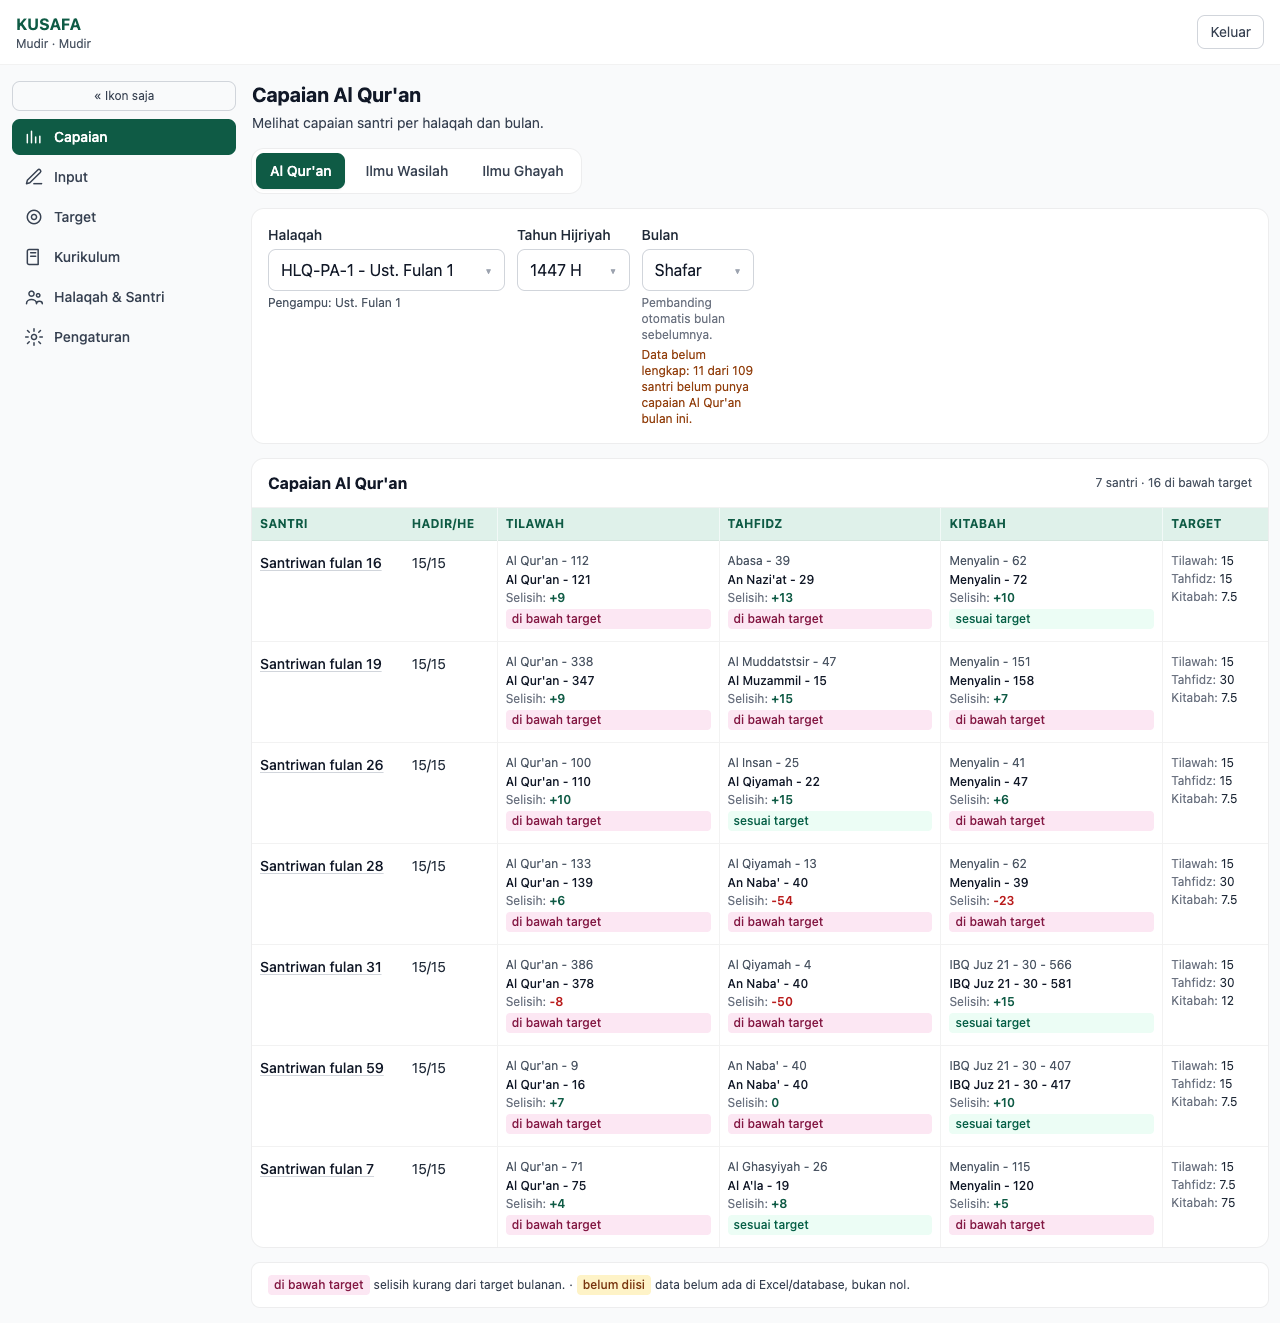 KUSAFA
Mudir · Mudir
Keluar
« Ikon saja
Capaian
Input
Target
Kurikulum
Halaqah & Santri
Pengaturan
Capaian Al Qur'an
Melihat capaian santri per halaqah dan bulan.
Al Qur'an Ilmu Wasilah Ilmu Ghayah
Halaqah Tahun Hijriyah Bulan
HLQ-PA-1 - Ust. Fulan 1 1447 H Shafar
Pengampu: Ust. Fulan 1
Pembanding
otomatis bulan
sebelumnya.
Data belum
lengkap: 11 dari 109
santri belum punya
capaian Al Qur'an
bulan ini.
Capaian Al Qur'an
7 santri · 16 di bawah target
SANTRI HADIR/HE TILAWAH TAHFIDZ KITABAH TARGET
Santriwan fulan 16 15/15
Al Qur'an - 112
Al Qur'an - 121
Selisih: +9
di bawah target
Abasa - 39
An Nazi'at - 29
Selisih: +13
di bawah target
Menyalin - 62
Menyalin - 72
Selisih: +10
sesuai target
Tilawah: 15
Tahfidz: 15
Kitabah: 7.5
Santriwan fulan 19 15/15
Al Qur'an - 338
Al Qur'an - 347
Selisih: +9
di bawah target
Al Muddatstsir - 47
Al Muzammil - 15
Selisih: +15
di bawah target
Menyalin - 151
Menyalin - 158
Selisih: +7
di bawah target
Tilawah: 15
Tahfidz: 30
Kitabah: 7.5
Santriwan fulan 26 15/15
Al Qur'an - 100
Al Qur'an - 110
Selisih: +10
di bawah target
Al Insan - 25
Al Qiyamah - 22
Selisih: +15
sesuai target
Menyalin - 41
Menyalin - 47
Selisih: +6
di bawah target
Tilawah: 15
Tahfidz: 15
Kitabah: 7.5
Santriwan fulan 28 15/15
Al Qur'an - 133
Al Qur'an - 139
Selisih: +6
di bawah target
Al Qiyamah - 13
An Naba' - 40
Selisih: -54
di bawah target
Menyalin - 62
Menyalin - 39
Selisih: -23
di bawah target
Tilawah: 15
Tahfidz: 30
Kitabah: 7.5
Santriwan fulan 31 15/15
Al Qur'an - 386
Al Qur'an - 378
Selisih: -8
di bawah target
Al Qiyamah - 4
An Naba' - 40
Selisih: -50
di bawah target
IBQ Juz 21 - 30 - 566
IBQ Juz 21 - 30 - 581
Selisih: +15
sesuai target
Tilawah: 15
Tahfidz: 30
Kitabah: 12
Santriwan fulan 59 15/15
Al Qur'an - 9
Al Qur'an - 16
Selisih: +7
di bawah target
An Naba' - 40
An Naba' - 40
Selisih: 0
di bawah target
IBQ Juz 21 - 30 - 407
IBQ Juz 21 - 30 - 417
Selisih: +10
sesuai target
Tilawah: 15
Tahfidz: 15
Kitabah: 7.5
Santriwan fulan 7 15/15
Al Qur'an - 71
Al Qur'an - 75
Selisih: +4
di bawah target
Al Ghasyiyah - 26
Al A'la - 19
Selisih: +8
sesuai target
Menyalin - 115
Menyalin - 120
Selisih: +5
di bawah target
Tilawah: 15
Tahfidz: 7.5
Kitabah: 75
di bawah target selisih kurang dari target bulanan. · belum diisi data belum ada di Excel/database, bukan nol.